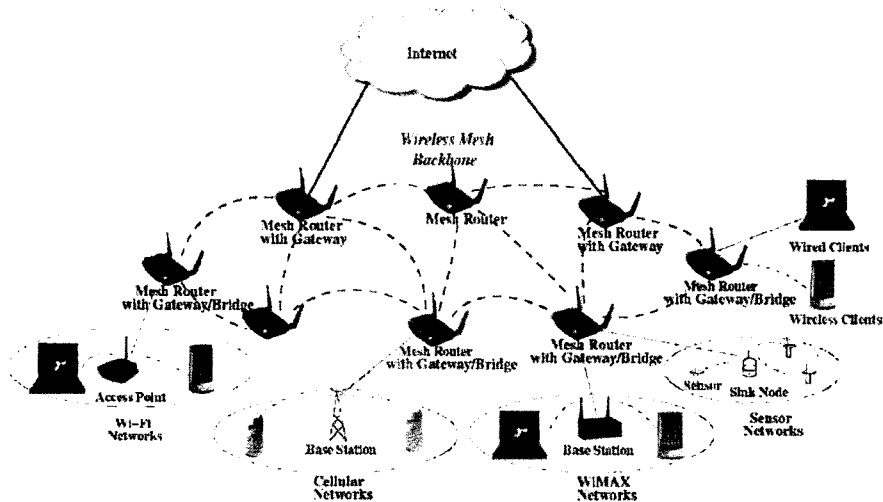 Internet
Wireless Mesh
Backbone
Mesh Router
with Gateway
Mesh Router
Mesh Router
with Gateway
Wired Clients
Mesh Router
with Gateway/Bridge
Mesh Router
with Gateway/Bridge
Wireless Clients
Mesh Router
with Gateway/Bridge
Mesh Router
with Gateway/Bridge
Access Point
Wi-Fi
Networks
Sensor
Sink Node
Sensor
Networks
Base Station
Cellular
Networks
Base Station
WiMAX
Networks